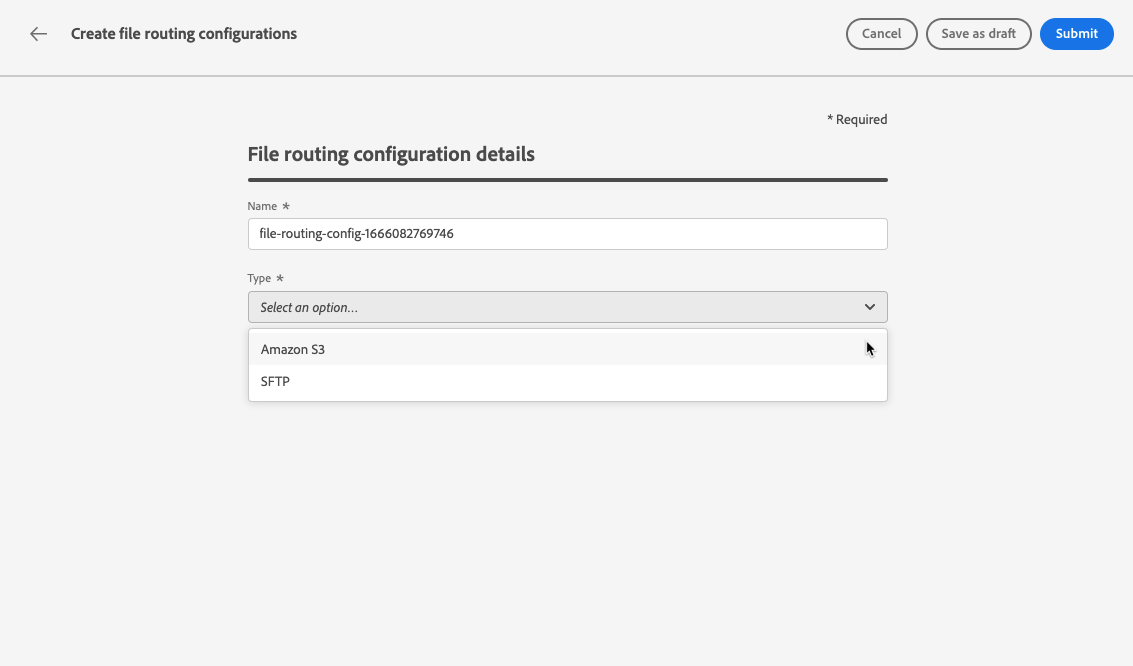 Create file routing configurations
Cancel
Save as draft
Submit
* Required
File routing configuration details
Name *
file-routing-config-1666082769746
Type *
Select an option...
Amazon S3
SFTP